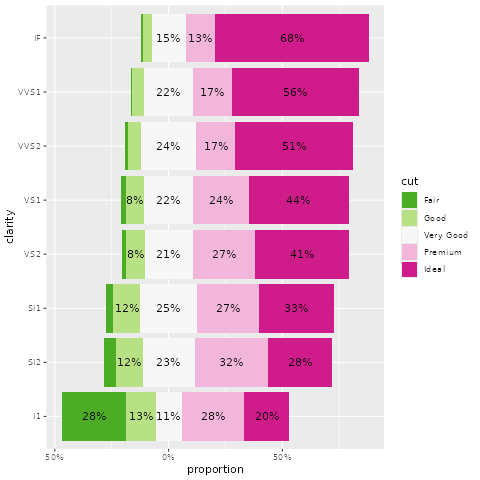 IF 15% 13% 68%
VVS1 22% 17% 56%
VVS2 24% 17% 51%
VS1 8% 22% 24% 44%
VS2 8% 21% 27% 41%
SI1 12% 25% 27% 33%
SI2 12% 23% 32% 28%
I1 28% 13% 11% 28% 20%
50% 0% 50%
proportion
clarity
cut
Fair
Good
Very Good
Premium
Ideal